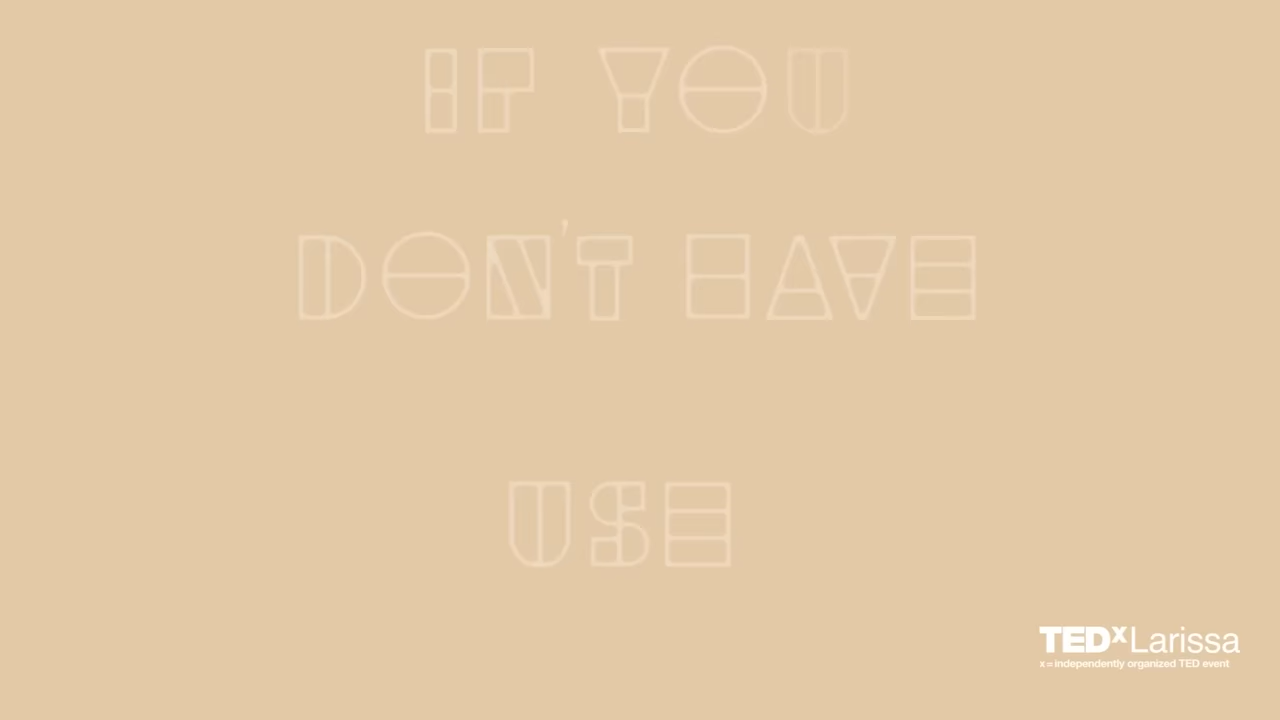 IF YOU
DON'T HAVE
USE
TEDxLarissa
x = independently organized TED event